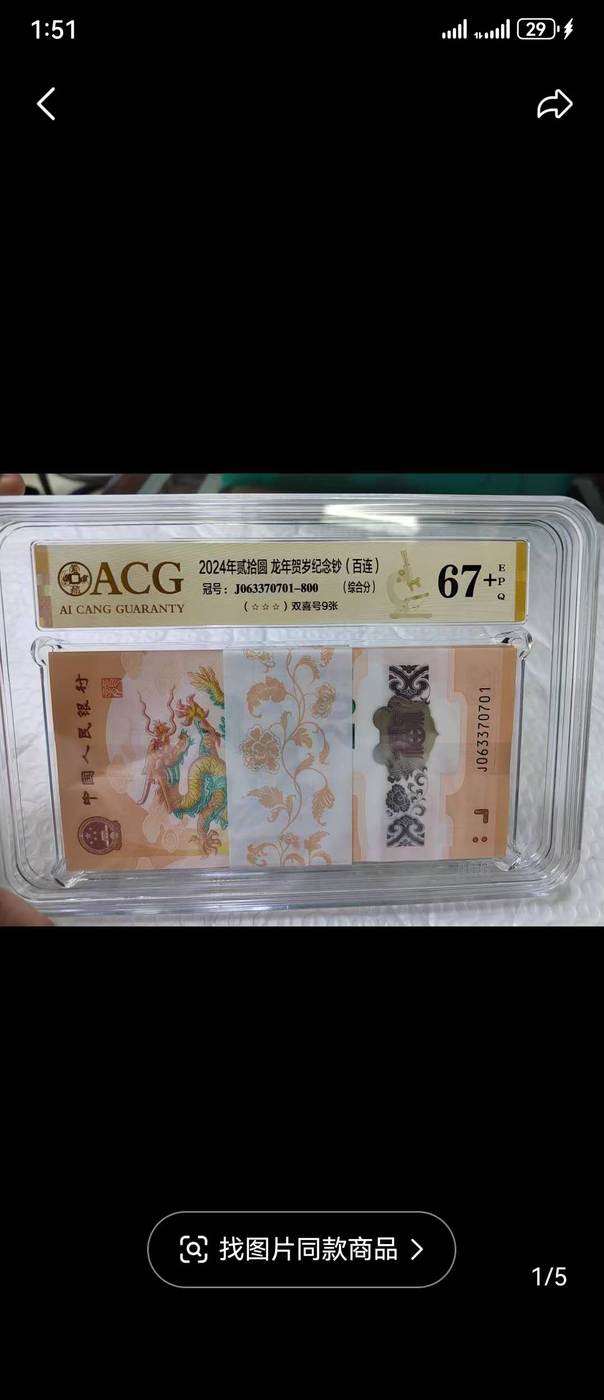 1:51
29
ACG
AI CANG GUARANTY
2024年贰拾圆 龙年贺岁纪念钞（百连）
冠号：J063370701-800 （综合分）
（☆☆☆）双喜号9张
67+
EPQ
中国人民银行
J063370701
找图片同款商品
1/5